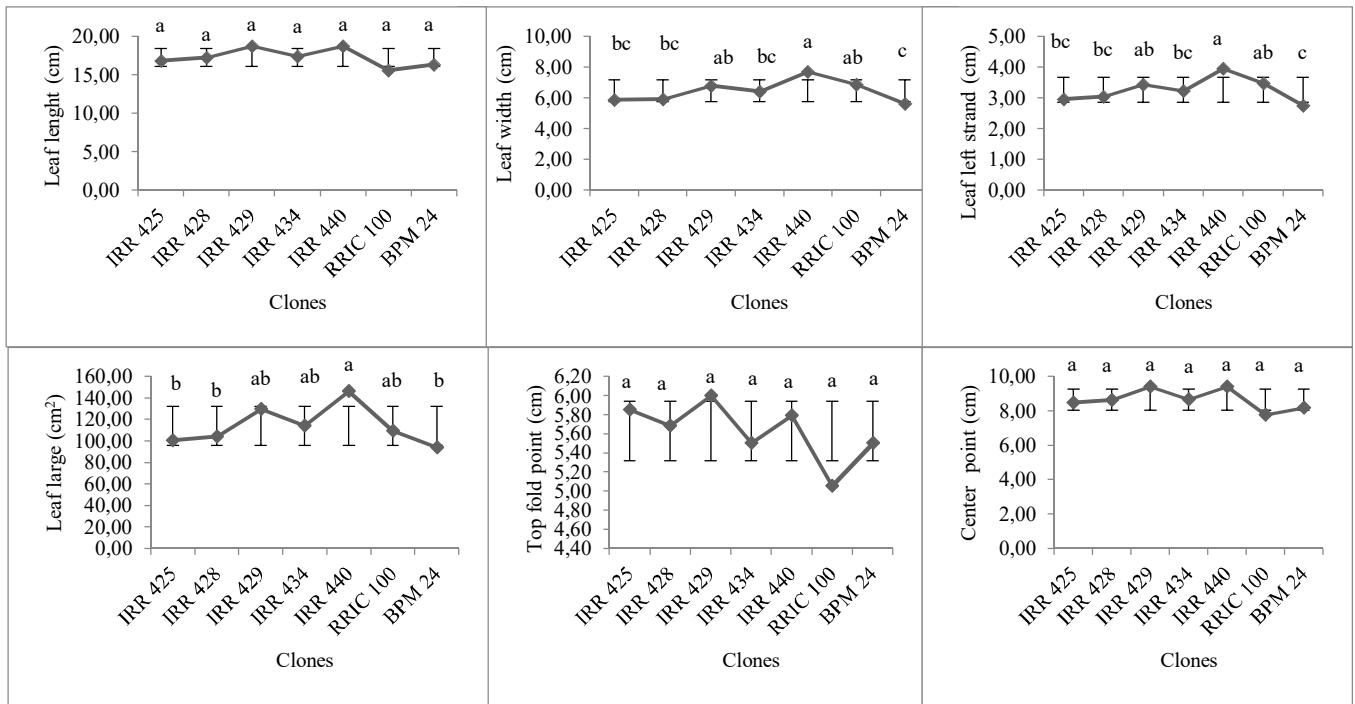 Leaf lenght (cm)
20,00
15,00
10,00
5,00
0,00
a a a a a a a
IRR 425
IRR 428
IRR 429
IRR 434
IRR 440
RRIC 100
BPM 24
Clones
Leaf width (cm)
10,00
8,00
6,00
4,00
2,00
0,00
bc bc ab bc a ab c
IRR 425
IRR 428
IRR 429
IRR 434
IRR 440
RRIC 100
BPM 24
Clones
Leaf left strand (cm)
5,00
4,00
3,00
2,00
1,00
0,00
bc bc ab bc a ab c
IRR 425
IRR 428
IRR 429
IRR 434
IRR 440
RRIC 100
BPM 24
Clones
Leaf large (cm²)
160,00
140,00
120,00
100,00
80,00
60,00
40,00
20,00
0,00
b b ab ab a ab b
IRR 425
IRR 428
IRR 429
IRR 434
IRR 440
RRIC 100
BPM 24
Clones
Top fold point (cm)
6,20
6,00
5,80
5,60
5,40
5,20
5,00
4,80
4,60
4,40
a a a a a a a
IRR 425
IRR 428
IRR 429
IRR 434
IRR 440
RRIC 100
BPM 24
Clones
Center point (cm)
10,00
8,00
6,00
4,00
2,00
0,00
a a a a a a a
IRR 425
IRR 428
IRR 429
IRR 434
IRR 440
RRIC 100
BPM 24
Clones